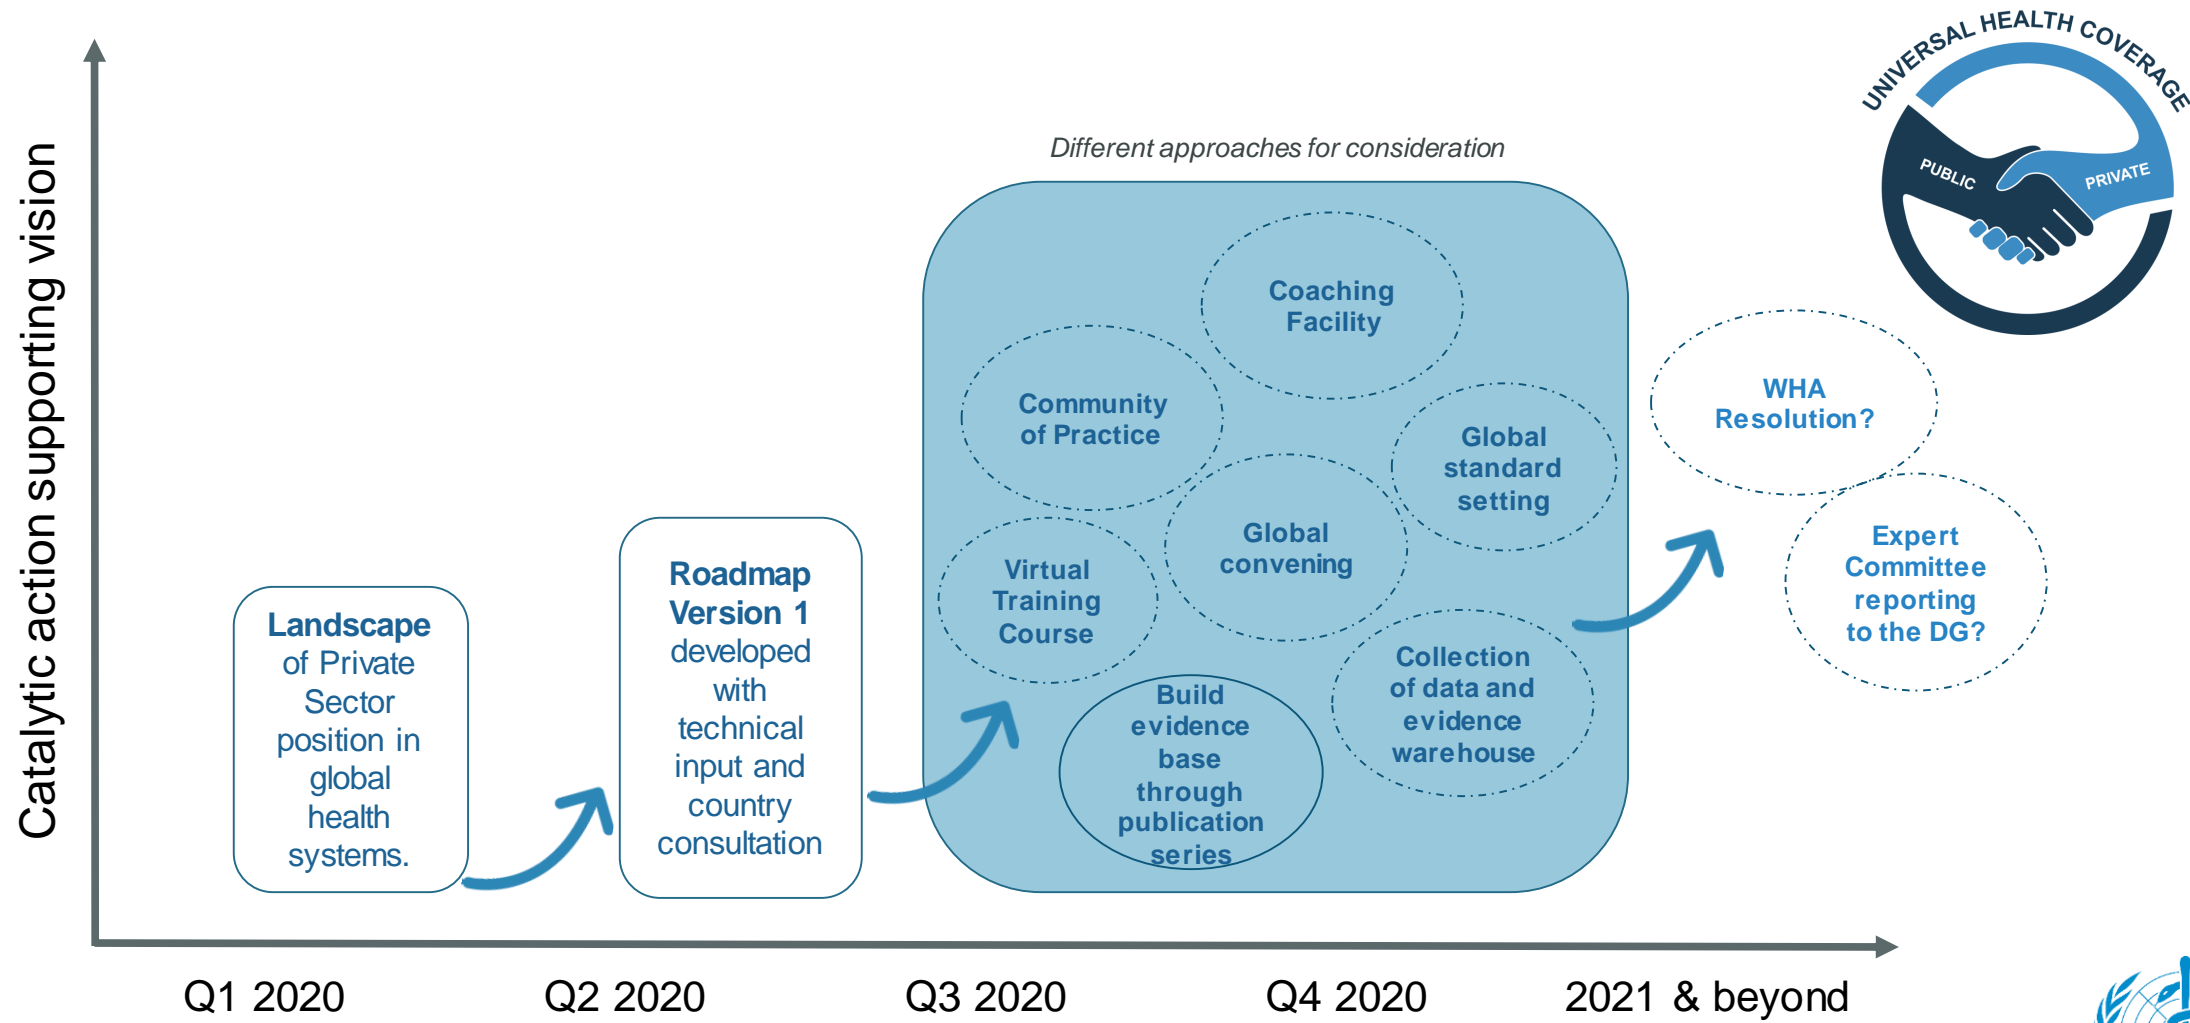 UNIVERSAL HEALTH COVERAGE
PUBLIC
PRIVATE
Catalytic action supporting vision
Different approaches for consideration
Landscape
of Private
Sector
position in
global
health
systems.
Roadmap
Version 1
developed
with
technical
input and
country
consultation
Coaching
Facility
Community
of Practice
Global
standard
setting
Global
convening
Virtual
Training
Course
Collection
of data and
evidence
warehouse
Build
evidence
base
through
publication
series
WHA
Resolution?
Expert
Committee
reporting
to the DG?
Q1 2020
Q2 2020
Q3 2020
Q4 2020
2021 & beyond